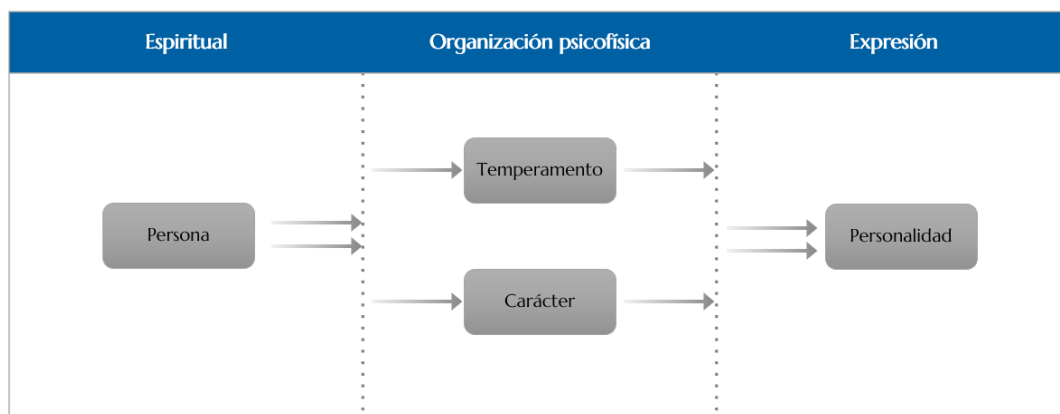 Espiritual
Organización psicofísica
Expresión
Temperamento
Persona
Personalidad
Carácter